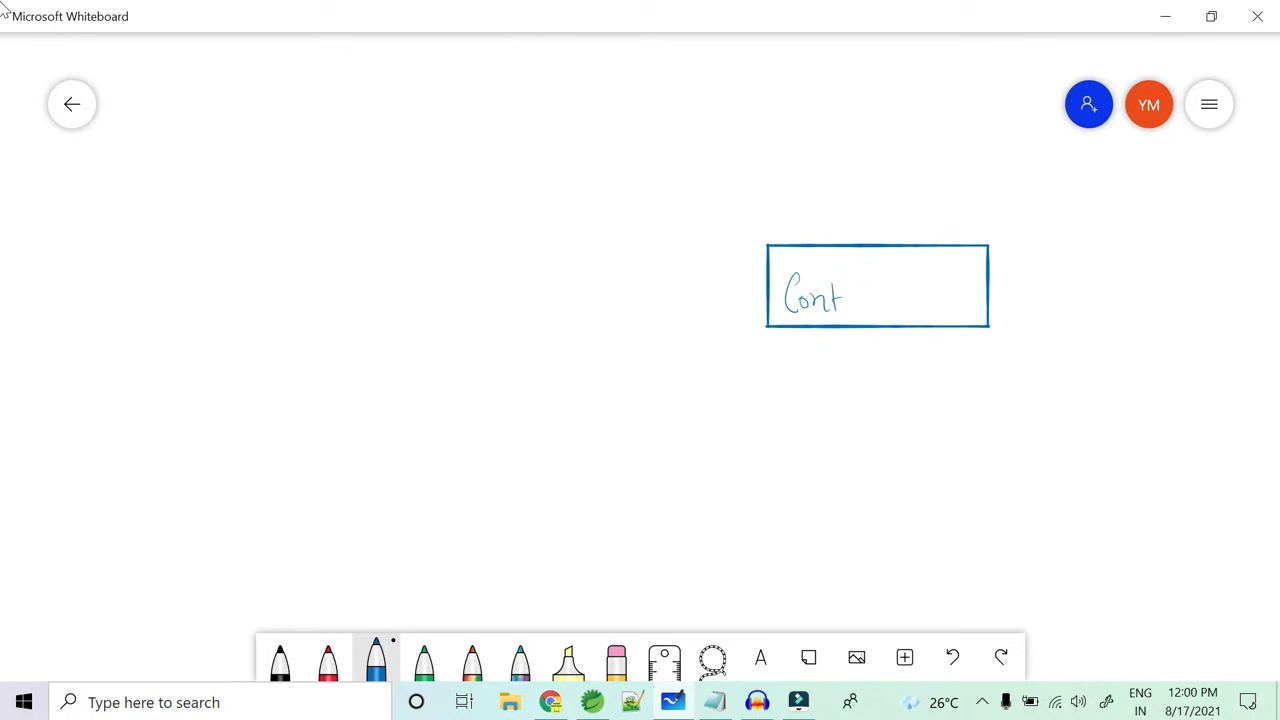 Microsoft Whiteboard
YM
Cont
A
Type here to search
26°C
ENG
IN
12:00 PM
8/17/2021